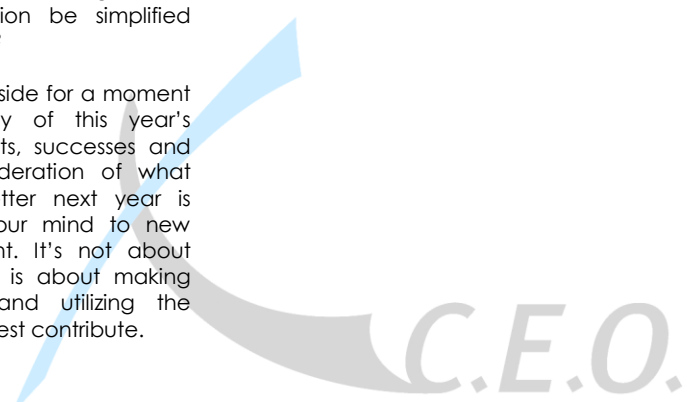 ion be simplified
side for a moment
y of this year's
ts, successes and
deration of what
tter next year is
our mind to new
nt. It's not about
is about making
and utilizing the
est contribute.
C.E.O.